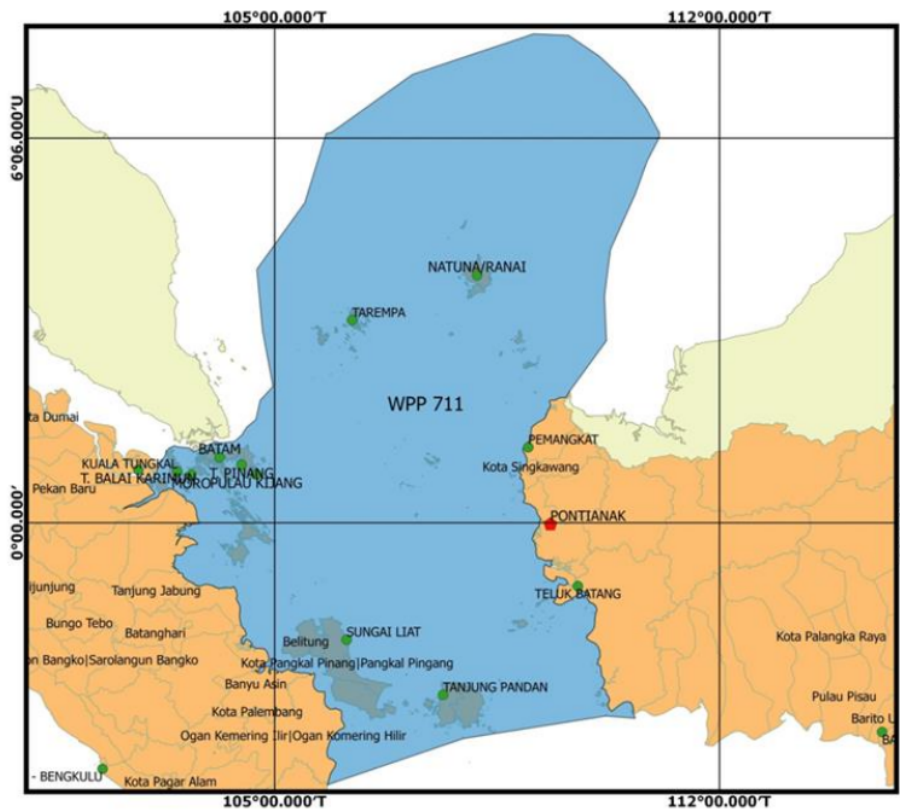 105°00.000'T 112°00.000'T
6°06.000'U
NATUNA/RANAI
TAREMPA
WPP 711
ta Dumai
PEMANGKAT
BATAM
KUALA TUNGKAL
T. PINANG
Kota Singkawang
T. BALAI KARIMUN
MOROPULAU KIJANG
Pekan Baru
PONTIANAK
0°00.000'
ijunjung
Tanjung Jabung
TELUK BATANG
Bungo Tebo
Batanghari
SUNGAI LIAT
Belitung
Kota Palangka Raya
on Bangko|Sarolangun Bangko
Kota Pangkal Pinang|Pangkal Pingang
Banyu Asin
TANJUNG PANDAN
Pulau Pisau
Kota Palembang
Barito U
Ogan Kemering Ilir|Ogan Komering Hilir
BA
- BENGKULU
Kota Pagar Alam
105°00.000'T 112°00.000'T